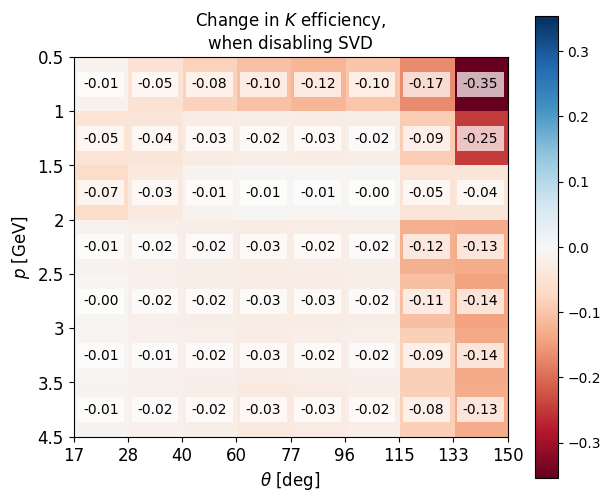 Change in K efficiency,
when disabling SVD
0.5
-0.01 -0.05 -0.08 -0.10 -0.12 -0.10 -0.17 -0.35
1
-0.05 -0.04 -0.03 -0.02 -0.03 -0.02 -0.09 -0.25
1.5
-0.07 -0.03 -0.01 -0.01 -0.01 -0.00 -0.05 -0.04
2
-0.01 -0.02 -0.02 -0.03 -0.02 -0.02 -0.12 -0.13
2.5
-0.00 -0.02 -0.02 -0.03 -0.03 -0.02 -0.11 -0.14
3
-0.01 -0.01 -0.02 -0.03 -0.02 -0.02 -0.09 -0.14
3.5
-0.01 -0.02 -0.02 -0.03 -0.03 -0.02 -0.08 -0.13
4.5
p [GeV]
17 28 40 60 77 96 115 133 150
θ [deg]
0.3
0.2
0.1
0.0
−0.1
−0.2
−0.3